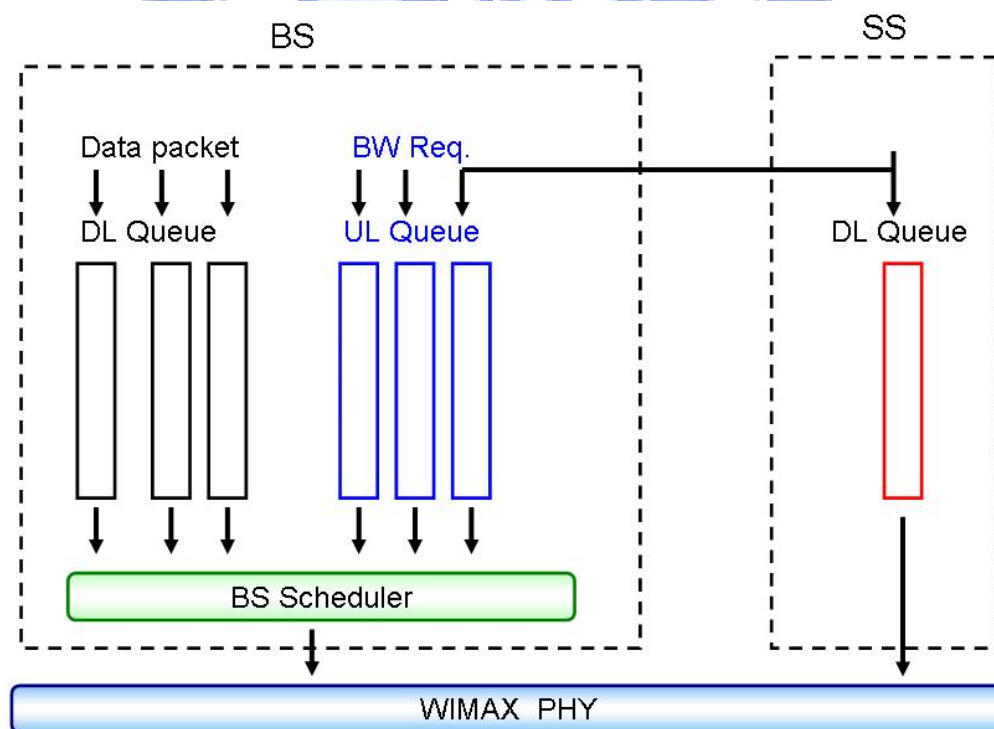 BS
SS
Data packet
BW Req.
DL Queue
UL Queue
DL Queue
BS Scheduler
WIMAX PHY